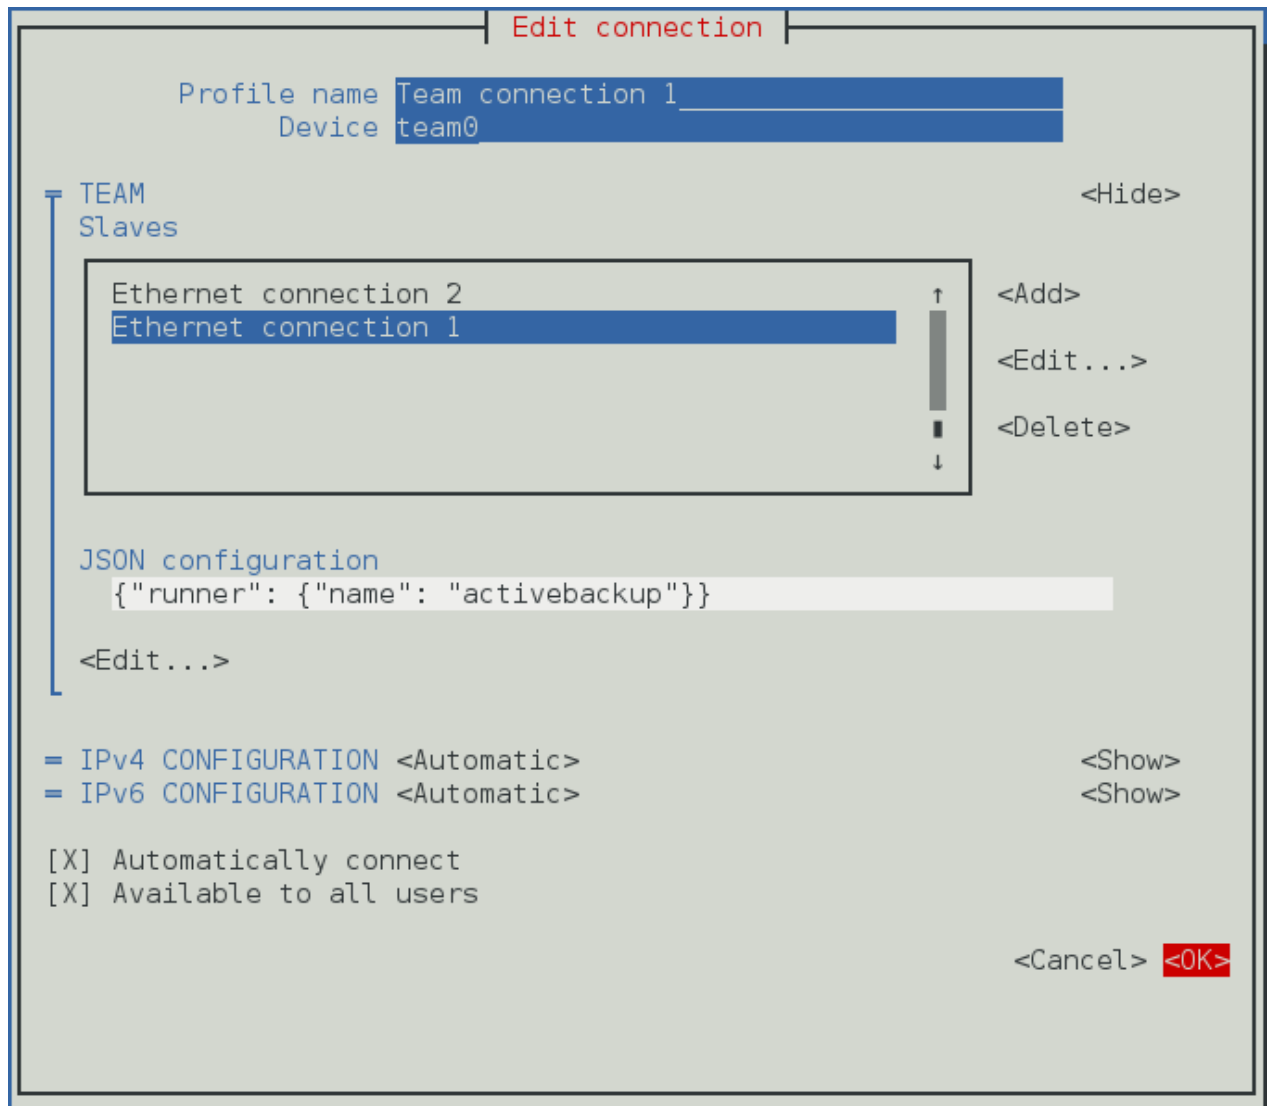 Edit connection
Profile name Team connection 1
Device team0
TEAM <Hide>
Slaves
Ethernet connection 2 ↑ <Add>
Ethernet connection 1
<Edit...>
<Delete>
↓
JSON configuration
{"runner": {"name": "activebackup"}}
<Edit...>
= IPv4 CONFIGURATION <Automatic> <Show>
= IPv6 CONFIGURATION <Automatic> <Show>
[X] Automatically connect
[X] Available to all users
<Cancel> <OK>